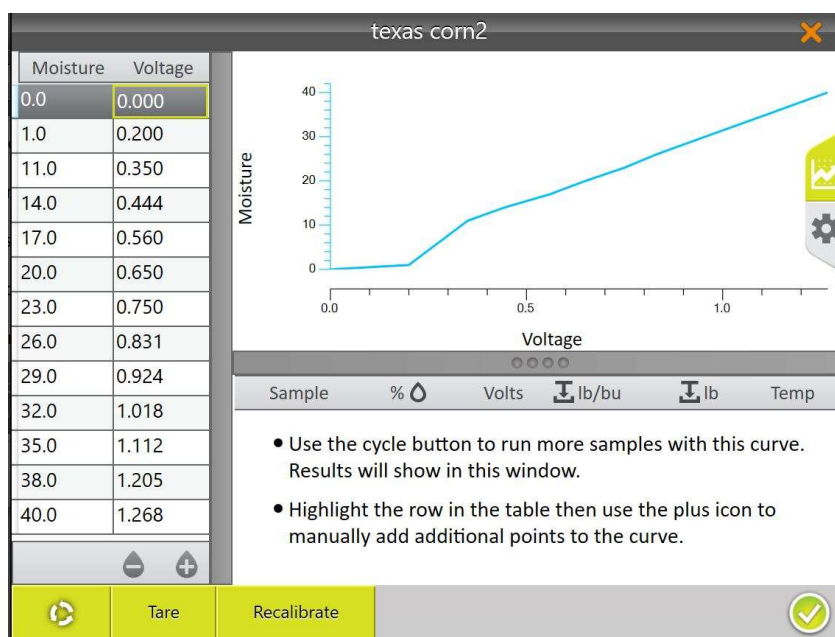 texas corn2
Moisture Voltage
0.0 0.000
1.0 0.200
11.0 0.350
14.0 0.444
17.0 0.560
20.0 0.650
23.0 0.750
26.0 0.831
29.0 0.924
32.0 1.018
35.0 1.112
38.0 1.205
40.0 1.268
40
30
20
10
0
Moisture
0.0 0.5 1.0
Voltage
Sample % Volts lb/bu lb Temp
• Use the cycle button to run more samples with this curve.
Results will show in this window.
• Highlight the row in the table then use the plus icon to
manually add additional points to the curve.
Tare Recalibrate